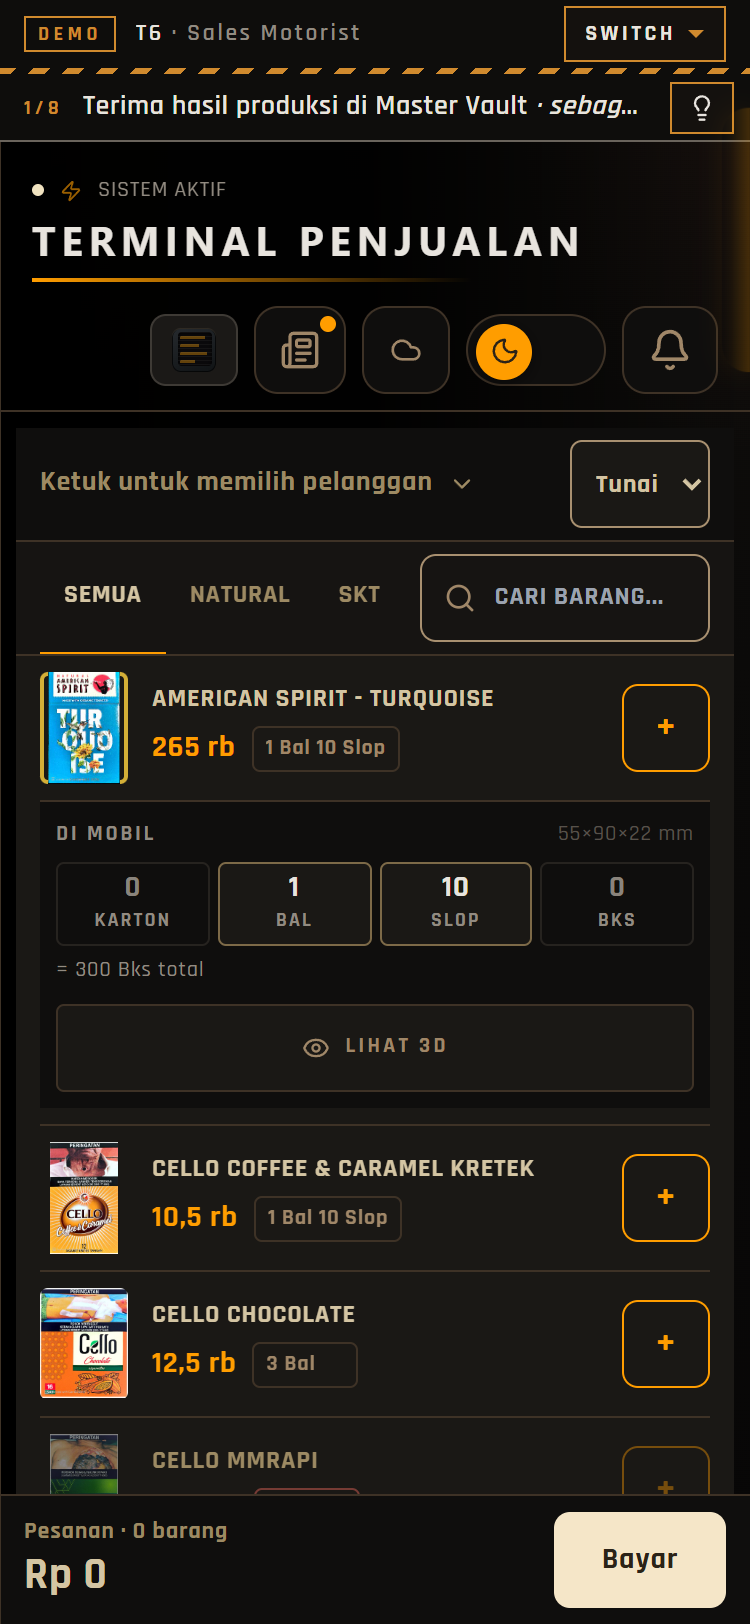 DEMO T6 · Sales Motorist SWITCH
1/8 Terima hasil produksi di Master Vault · sebag...
SISTEM AKTIF
TERMINAL PENJUALAN
Ketuk untuk memilih pelanggan Tunai
SEMUA NATURAL SKT CARI BARANG...
AMERICAN SPIRIT - TURQUOISE
265 rb 1 Bal 10 Slop +
DI MOBIL 55×90×22 mm
0 1 10 0
KARTON BAL SLOP BKS
= 300 Bks total
LIHAT 3D
CELLO COFFEE & CARAMEL KRETEK
10,5 rb 1 Bal 10 Slop +
CELLO CHOCOLATE
12,5 rb 3 Bal +
CELLO MMRAPI
+
Pesanan · 0 barang
Rp 0 Bayar